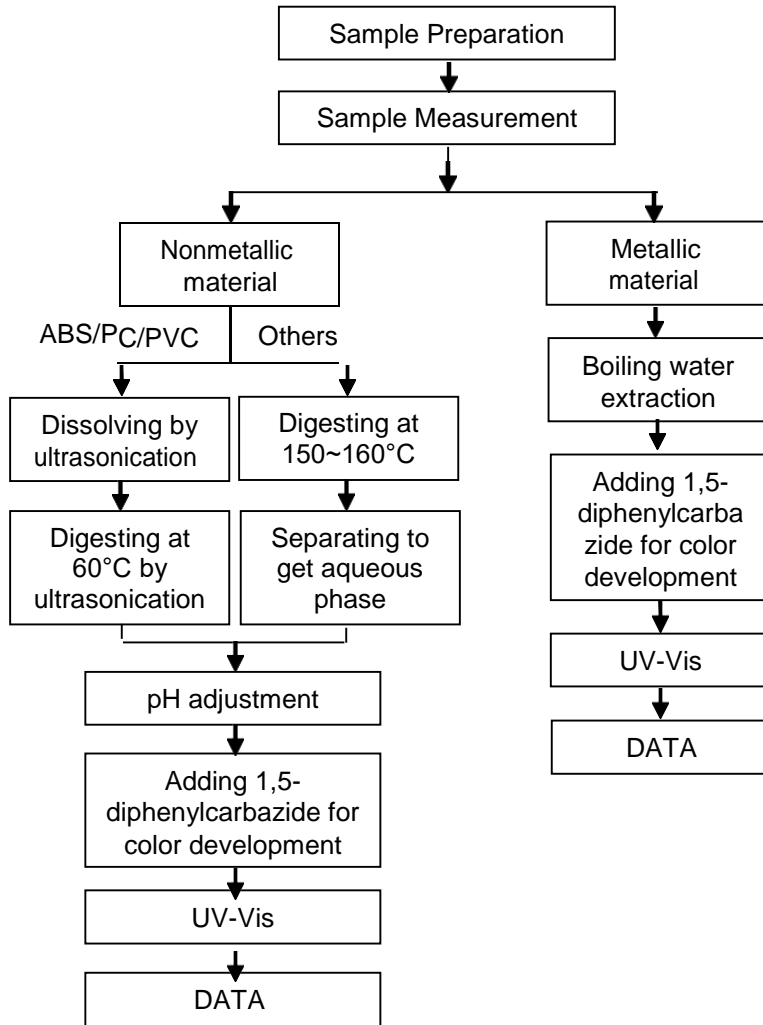 Sample Preparation
Sample Measurement
Nonmetallic
material
Metallic
material
ABS/PC/PVC
Others
Boiling water
extraction
Dissolving by
ultrasonication
Digesting at
150~160°C
Adding 1,5-
diphenylcarba
zide for color
development
Digesting at
60°C by
ultrasonication
Separating to
get aqueous
phase
UV-Vis
pH adjustment
DATA
Adding 1,5-
diphenylcarbazide for
color development
UV-Vis
DATA